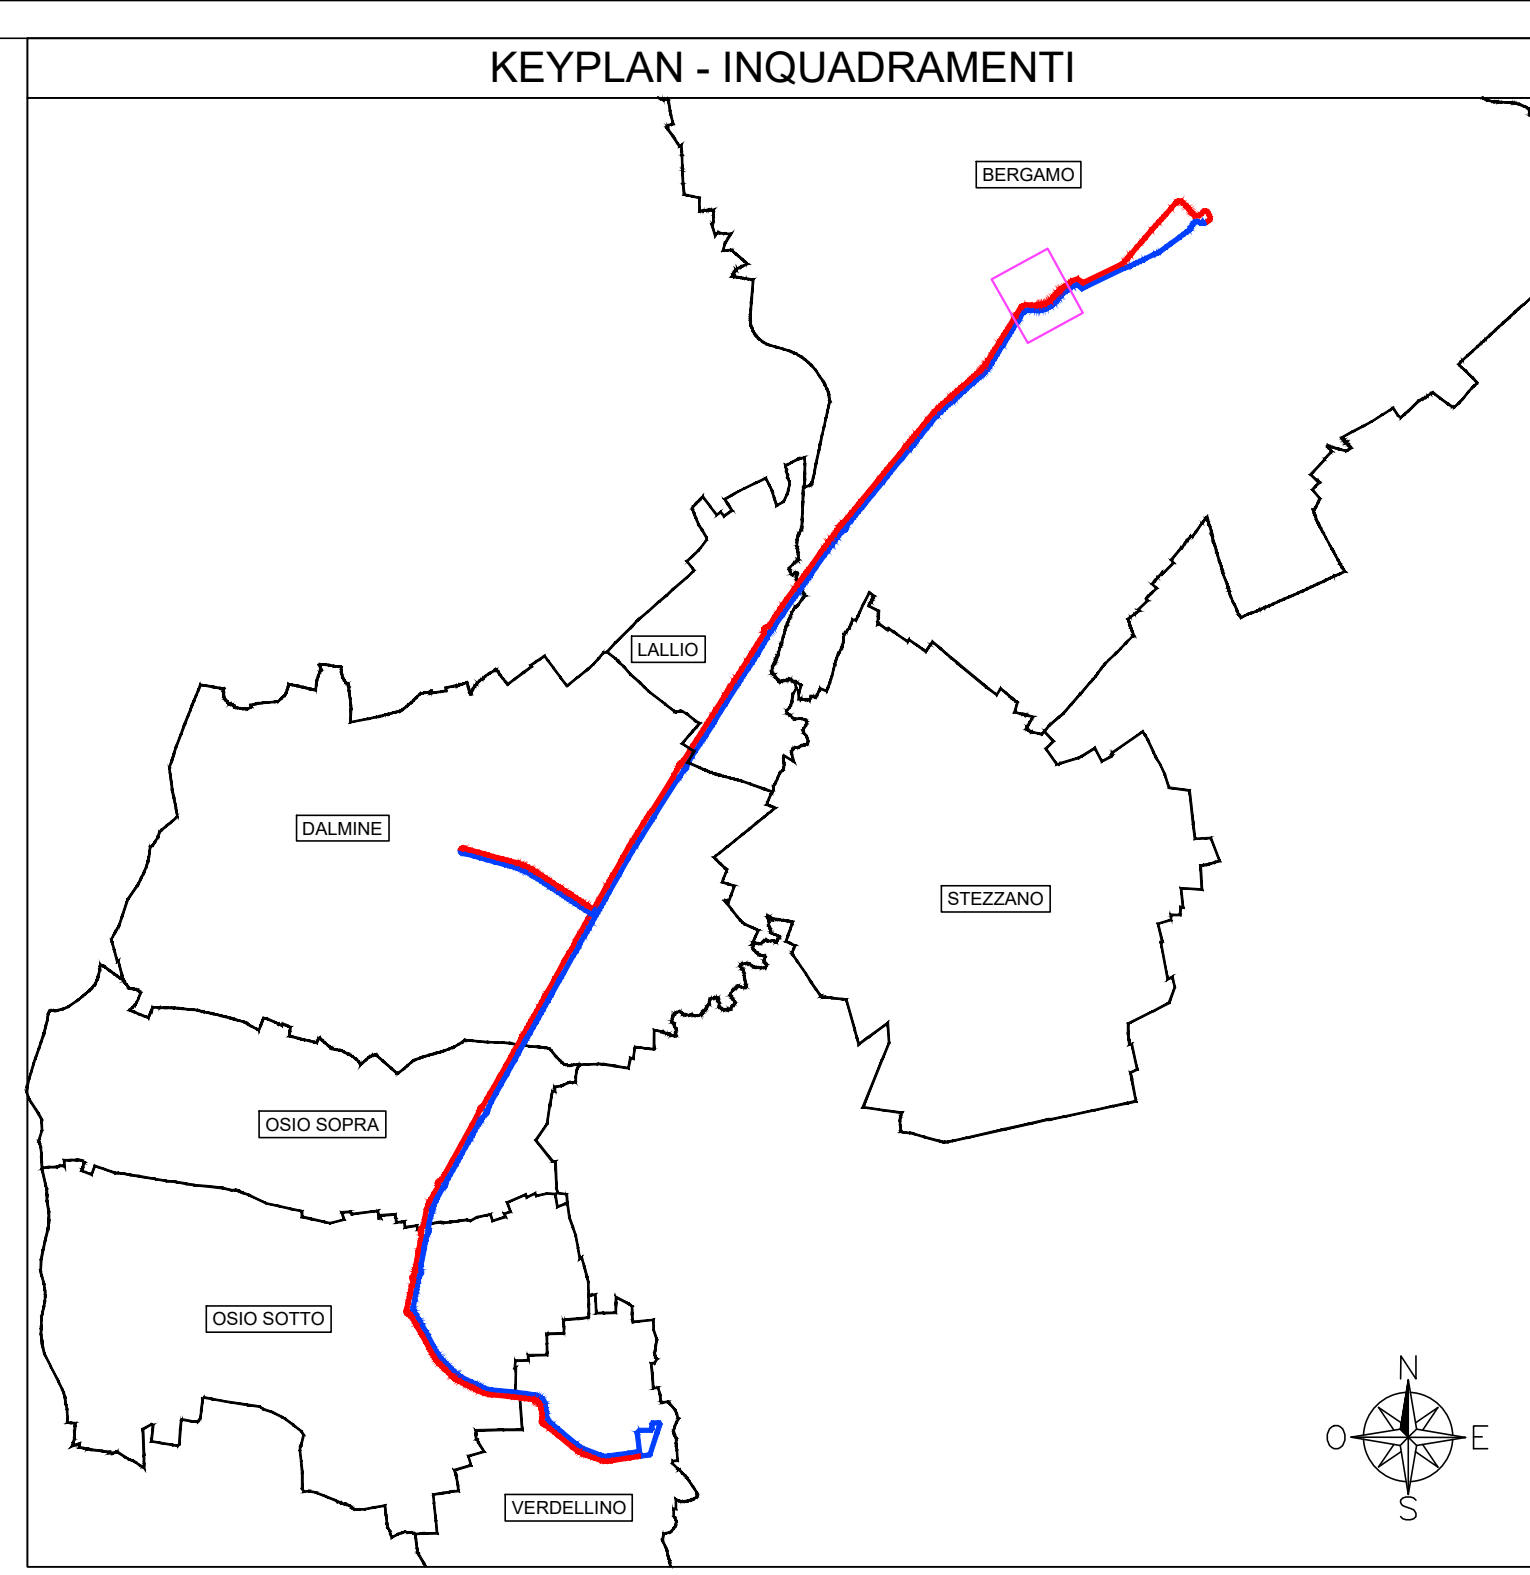 KEYPLAN - INQUADRAMENTI
BERGAMO
LALLIO
DALMINE
STEZZANO
OSIO SOPRA
OSIO SOTTO
VERDELLINO
N
O
E
S